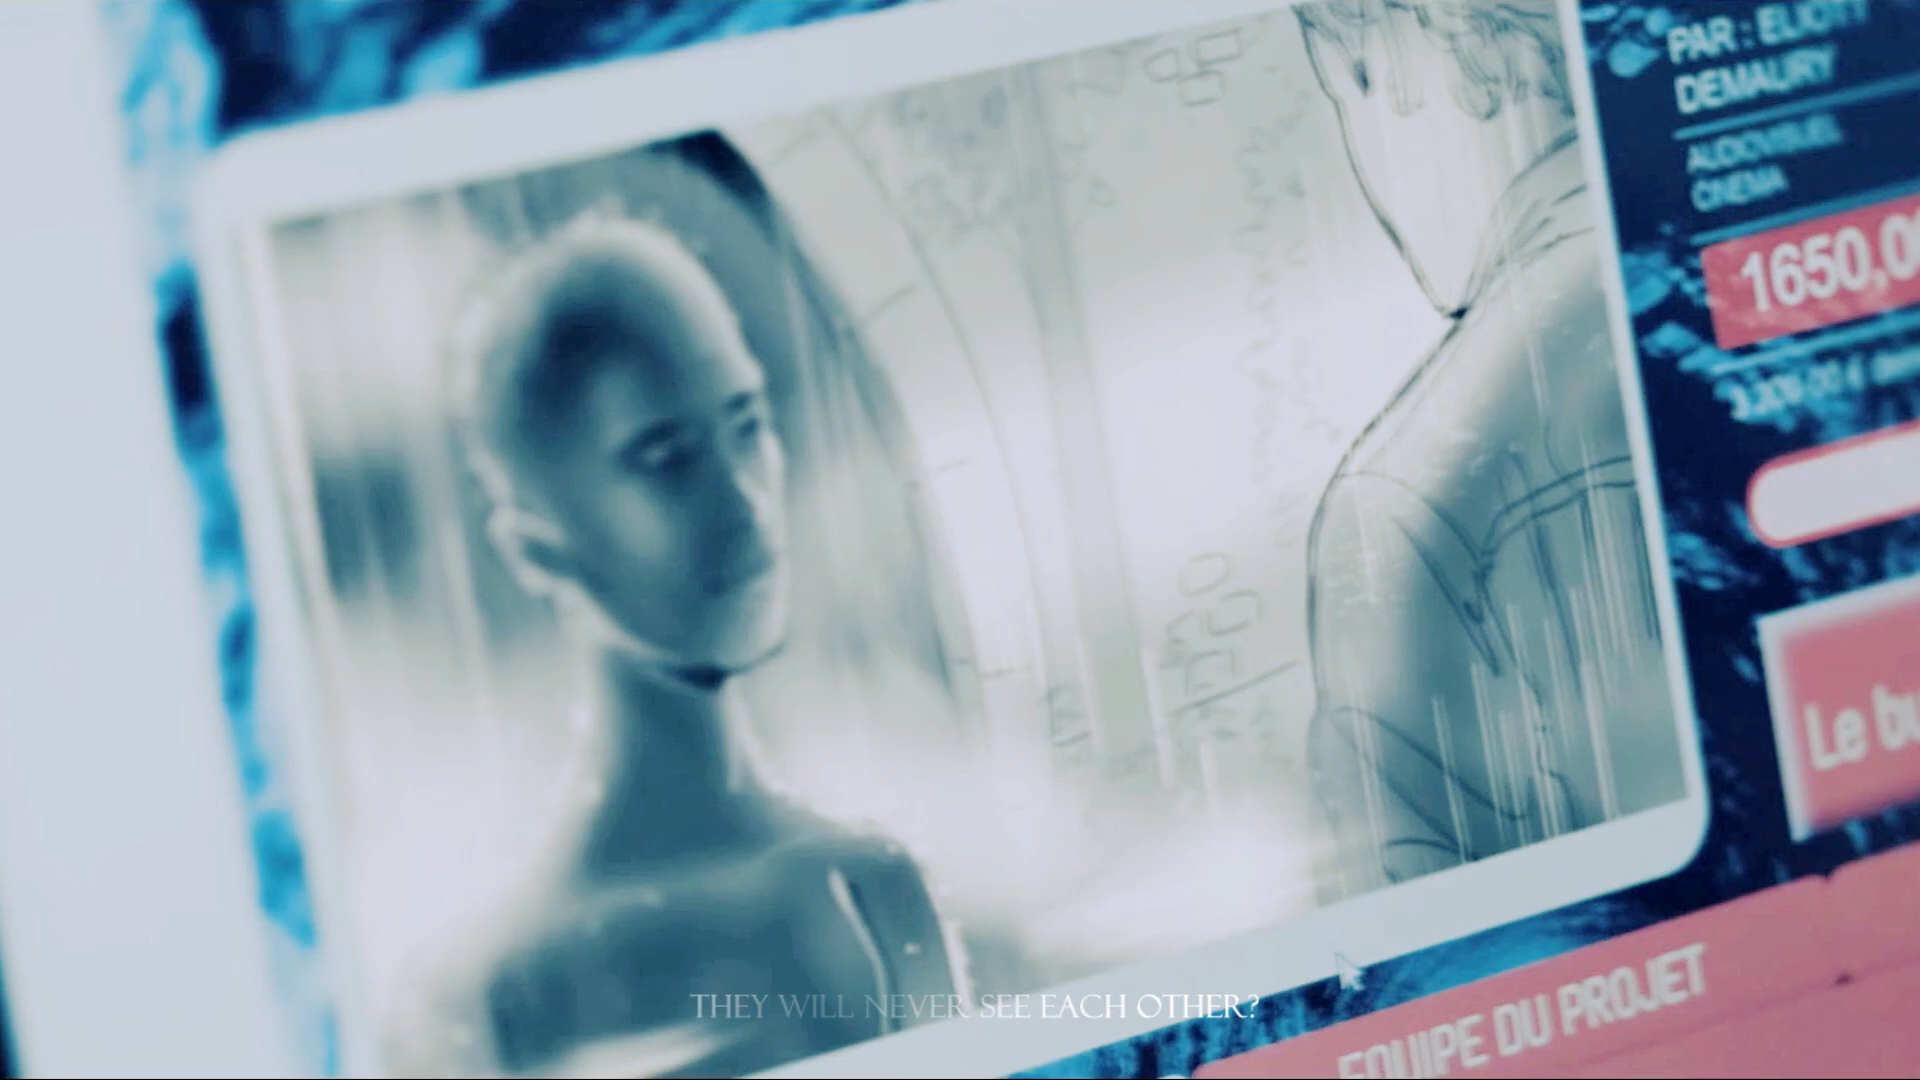 PAR : ELIOTT
DEMAURY
AUDIOVISUEL
CINEMA
1650,0
Le bu
THEY WILL NEVER SEE EACH OTHER?
EQUIPE DU PROJET